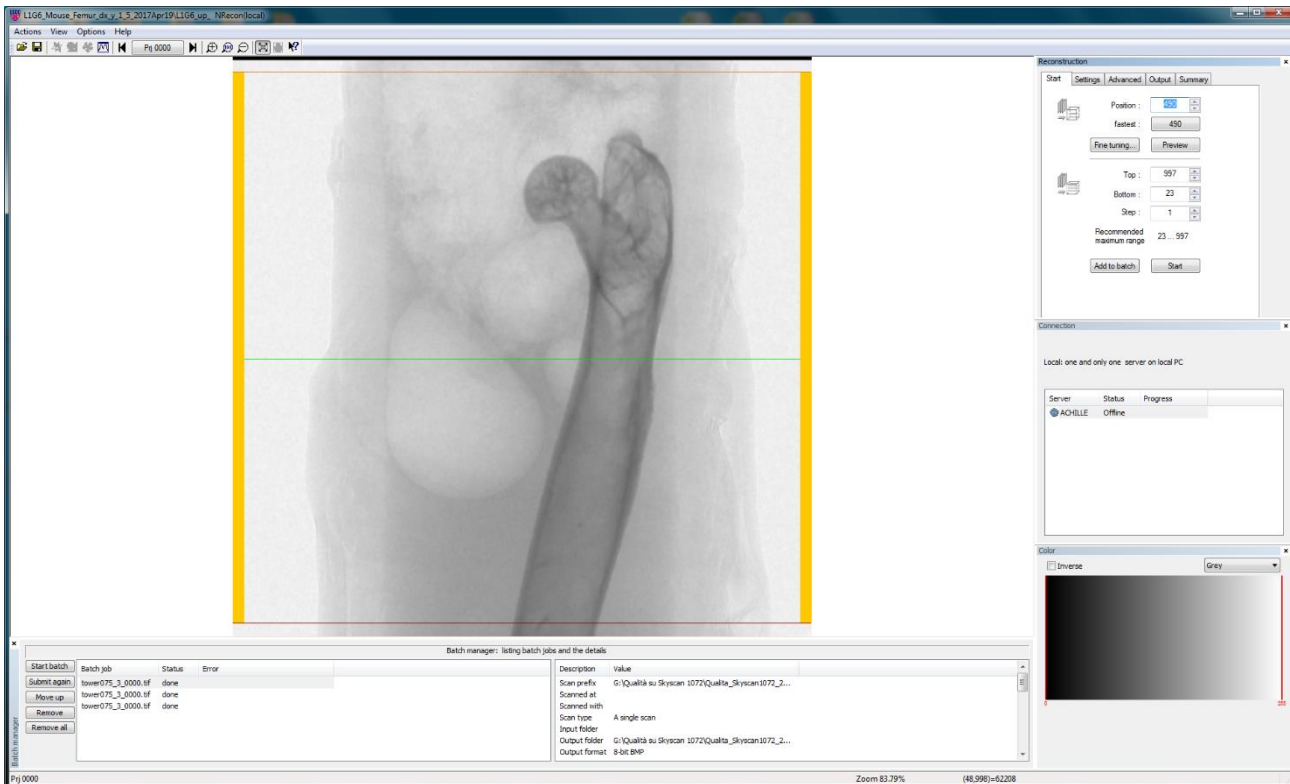 L1G6_Mouse_Femur_dx_y_1_5_2017Apr19\L1G6_up_ NRecon(local)
Actions View Options Help
Prj 0000
Reconstruction
Start Settings Advanced Output Summary
Position : 490
fastest : 490
Fine tuning... Preview
Top : 997
Bottom : 23
Step : 1
Recommended
maximum range 23 ... 997
Add to batch Start
Connection
Local: one and only one server on local PC
Server Status Progress
ACHILLE Offline
Color
Inverse Grey
0 255
Batch manager: listing batch jobs and the details
Batch manager
Start batch
Submit again
Move up
Remove
Remove all
Batch job Status Error
tower075_3_0000.tif done
tower075_3_0000.tif done
tower075_3_0000.tif done
Description Value
Scan prefix G:\Qualità su Skyscan 1072\Qualita_Skyscan1072_2...
Scanned at
Scanned with
Scan type A single scan
Input folder
Output folder G:\Qualità su Skyscan 1072\Qualita_Skyscan1072_2...
Output format 8-bit BMP
Prj 0000 Zoom 83.79% (48,998)=62208